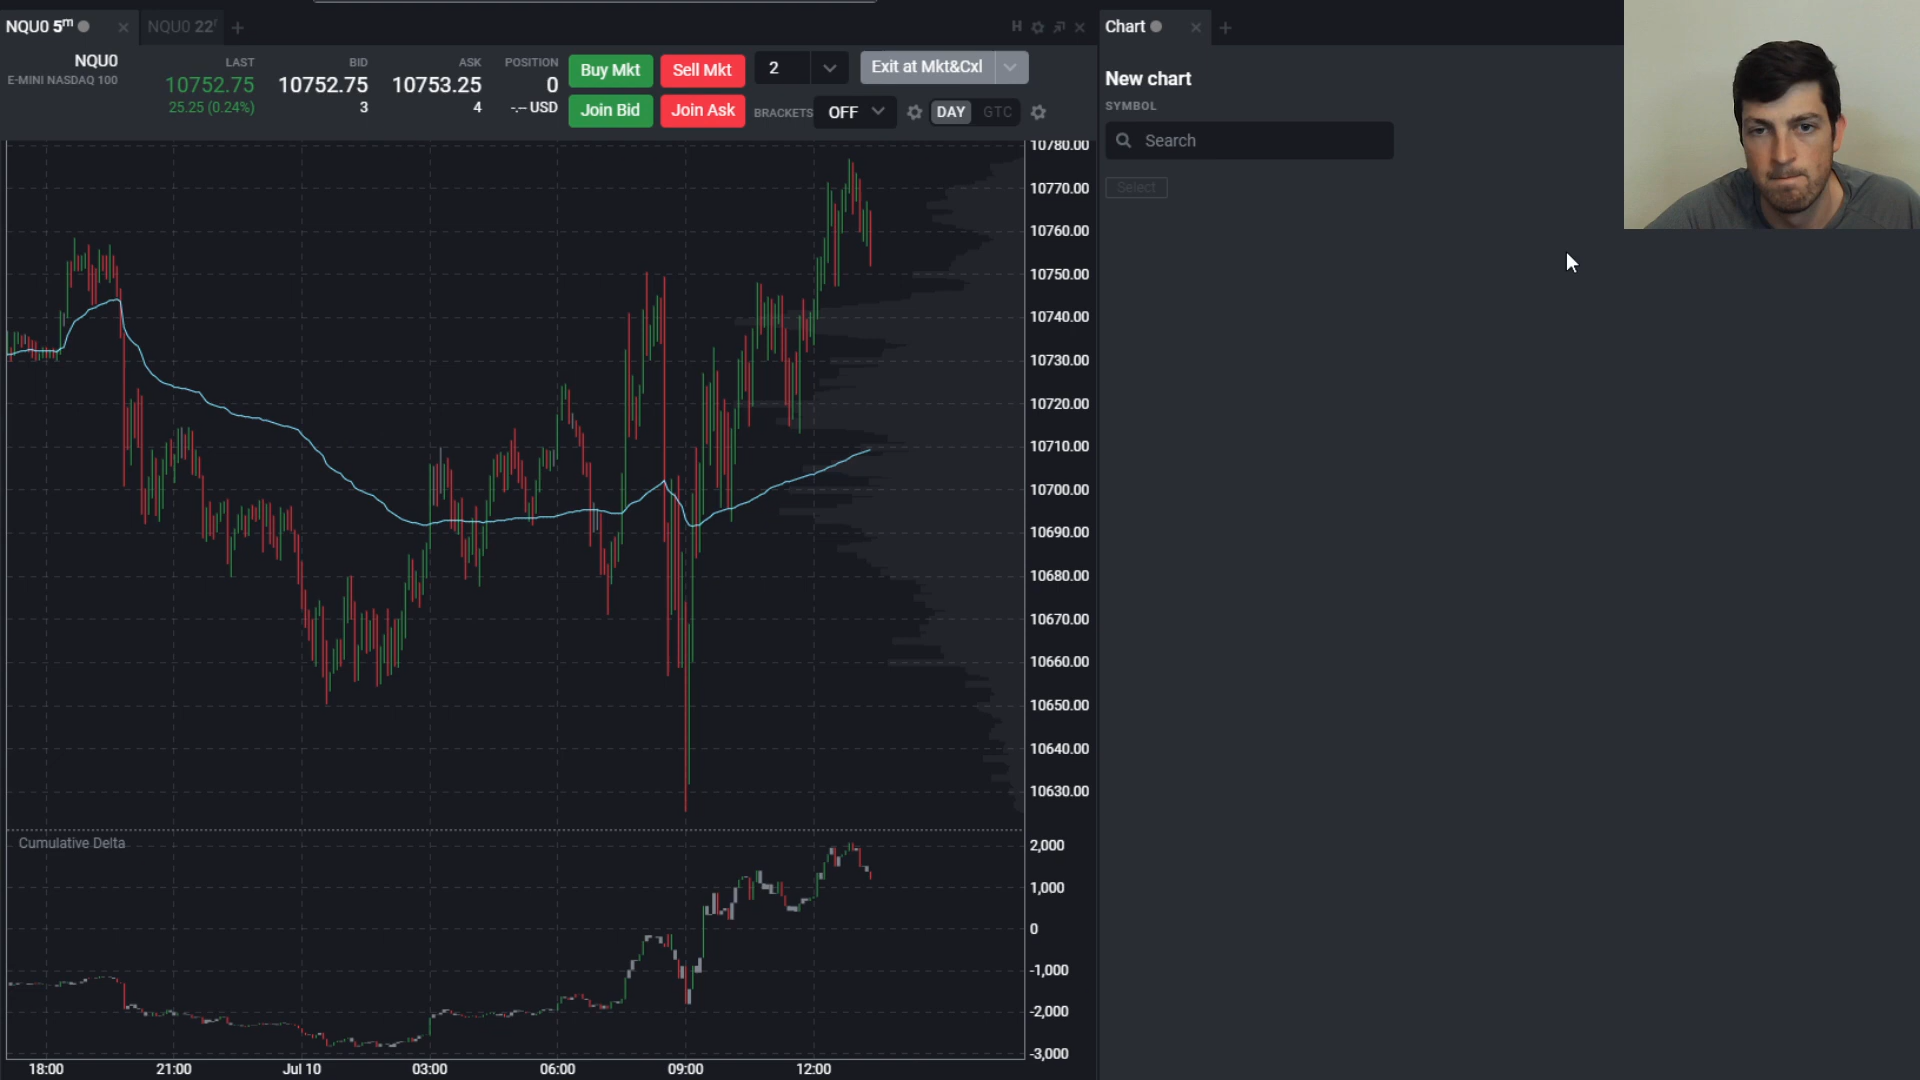 NQU0 5m
NQU0 22r
H
Chart
NQU0
E-MINI NASDAQ 100
LAST
10752.75
25.25 (0.24%)
BID
10752.75
3
ASK
10753.25
4
POSITION
0
-.-- USD
Buy Mkt
Sell Mkt
2
Exit at Mkt&Cxl
Join Bid
Join Ask
BRACKETS
OFF
DAY
GTC
New chart
SYMBOL
Search
Select
10780.00
10770.00
10760.00
10750.00
10740.00
10730.00
10720.00
10710.00
10700.00
10690.00
10680.00
10670.00
10660.00
10650.00
10640.00
10630.00
Cumulative Delta
2,000
1,000
0
-1,000
-2,000
-3,000
18:00
21:00
Jul 10
03:00
06:00
09:00
12:00